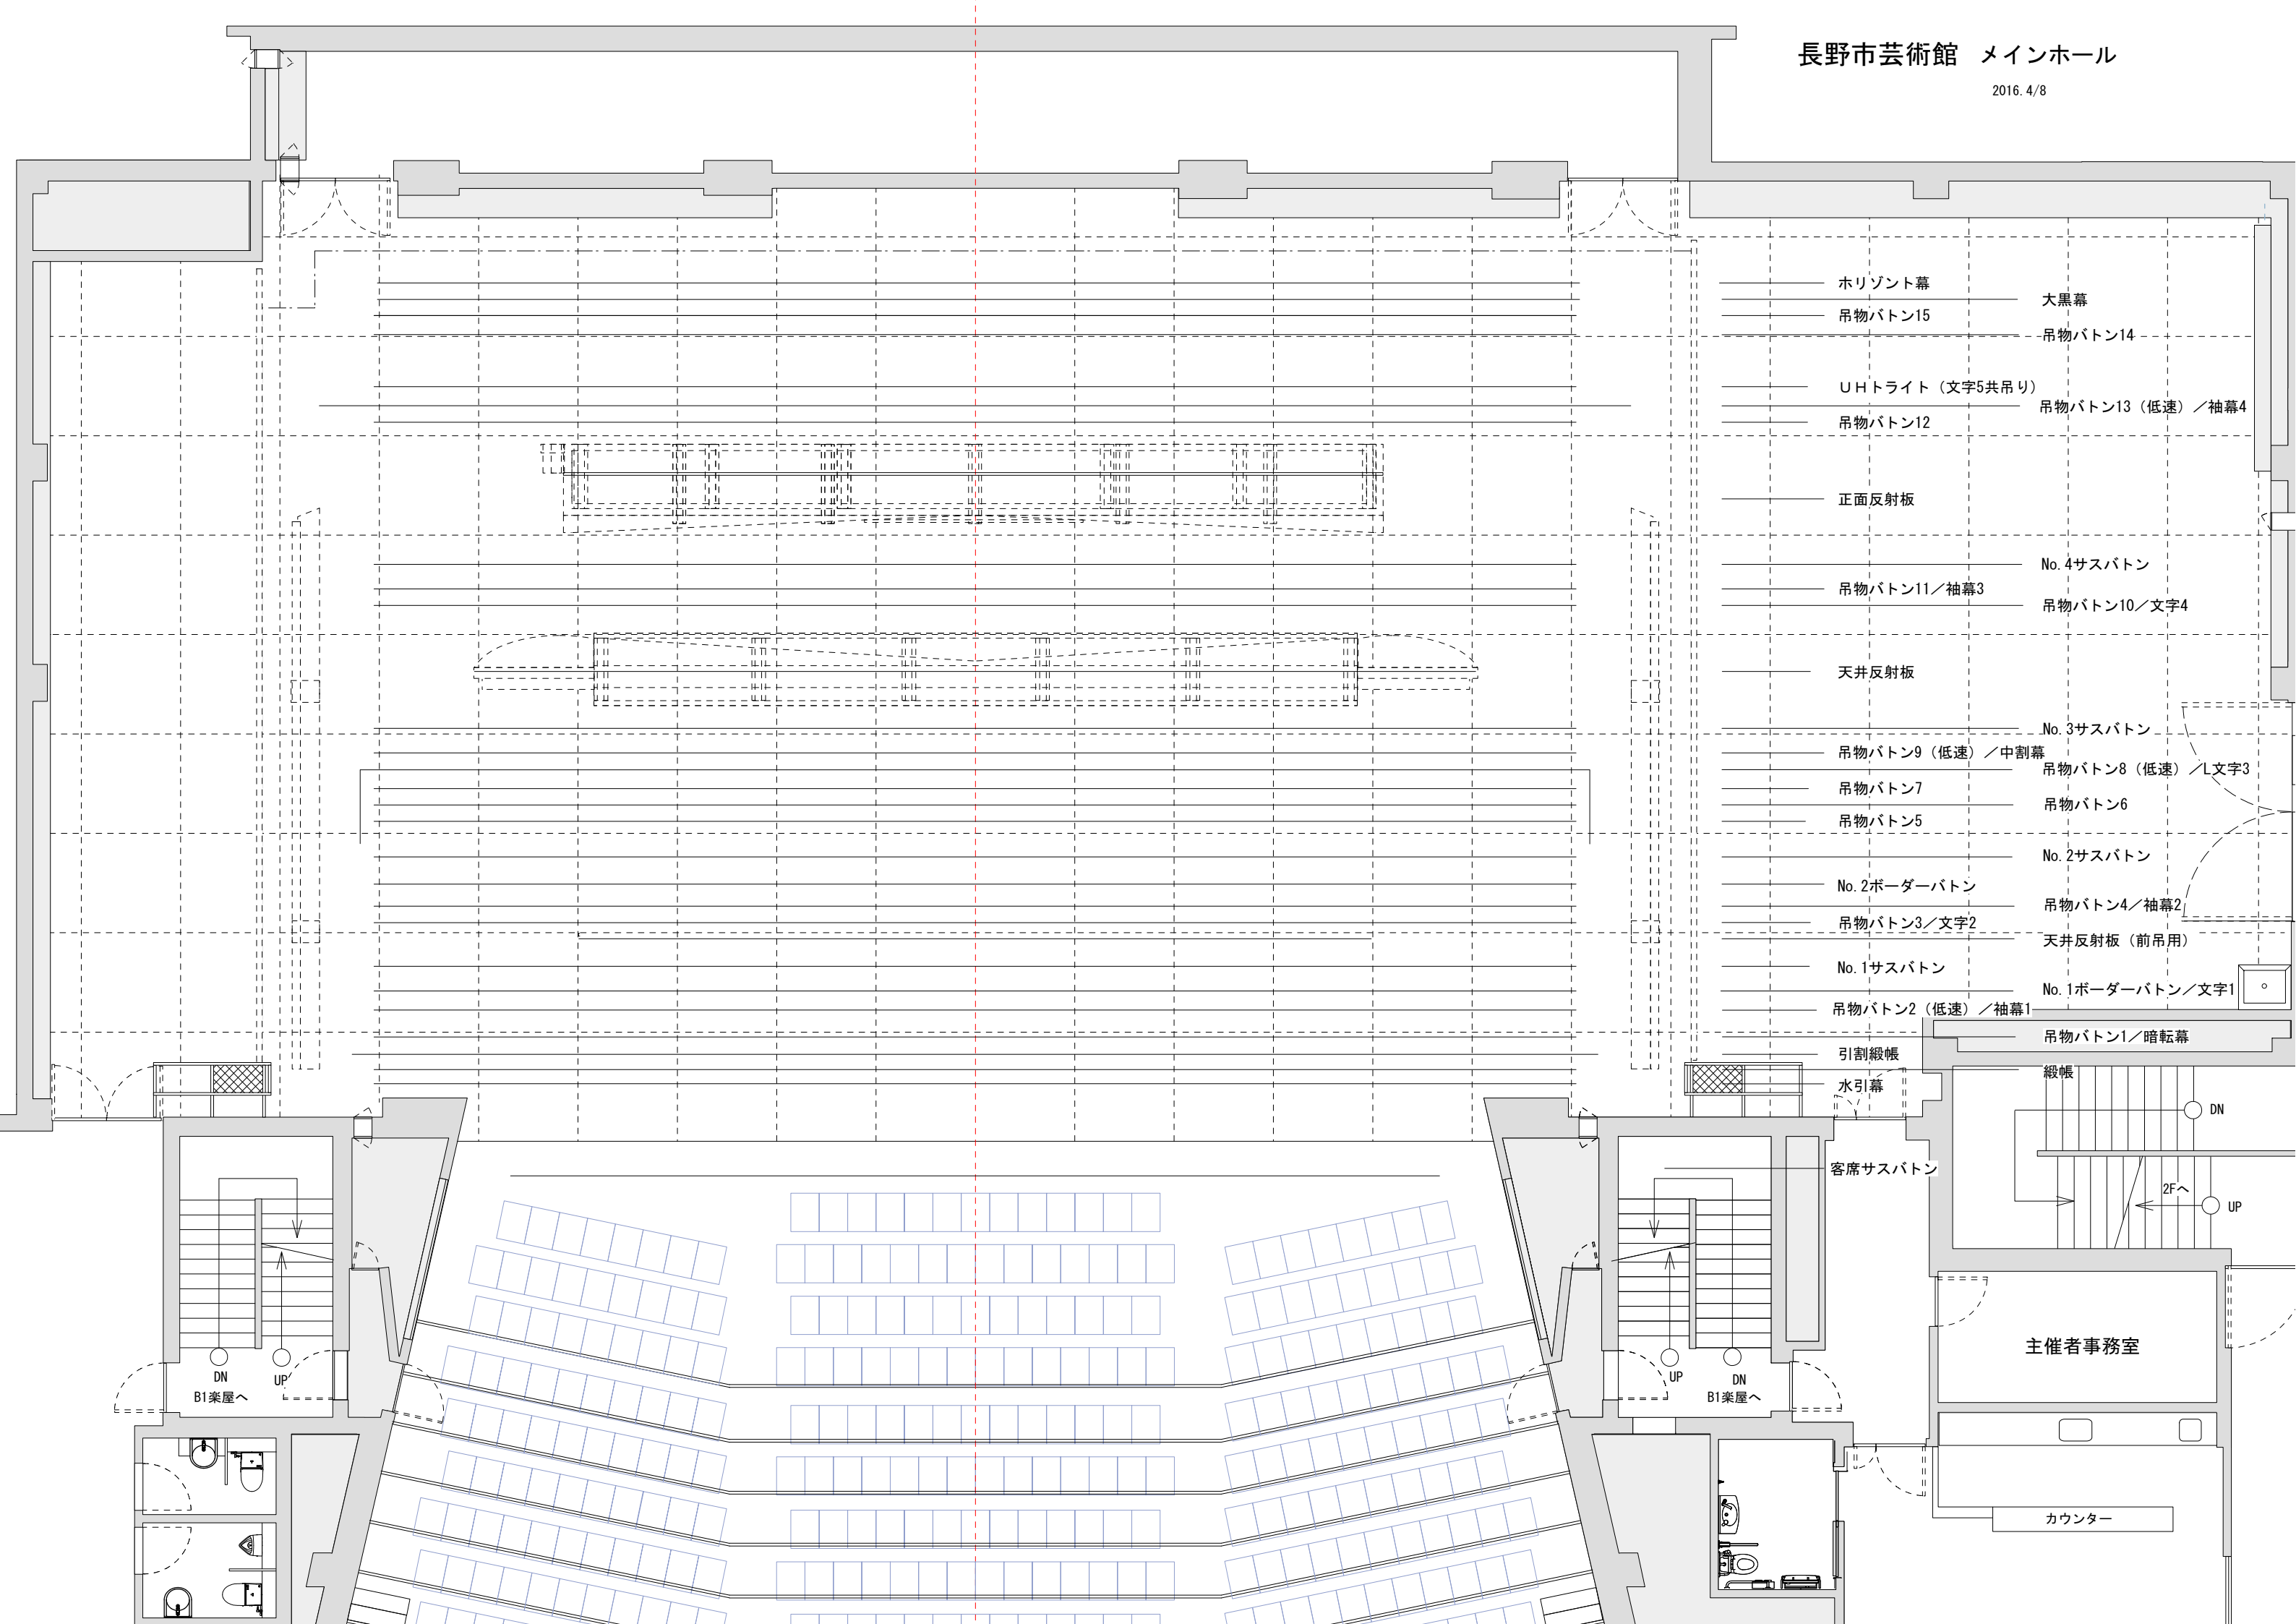 長野市芸術館　メインホール
2016.4/8
ホリゾント幕
大黒幕
吊物バトン15
吊物バトン14
ＵＨトライト（文字5共吊り）
吊物バトン13（低速）／袖幕4
吊物バトン12
正面反射板
No.4サスバトン
吊物バトン11／袖幕3
吊物バトン10／文字4
天井反射板
No.3サスバトン
吊物バトン9（低速）／中割幕
吊物バトン8（低速）／L文字3
吊物バトン7
吊物バトン6
吊物バトン5
No.2サスバトン
No.2ボーダーバトン
吊物バトン4／袖幕2
吊物バトン3／文字2
天井反射板（前吊用）
No.1サスバトン
No.1ボーダーバトン／文字1
吊物バトン2（低速）／袖幕1
吊物バトン1／暗転幕
引割緞帳
緞帳
水引幕
DN
客席サスバトン
2Fへ
UP
主催者事務室
DN
UP
B1楽屋へ
UP
DN
B1楽屋へ
カウンター